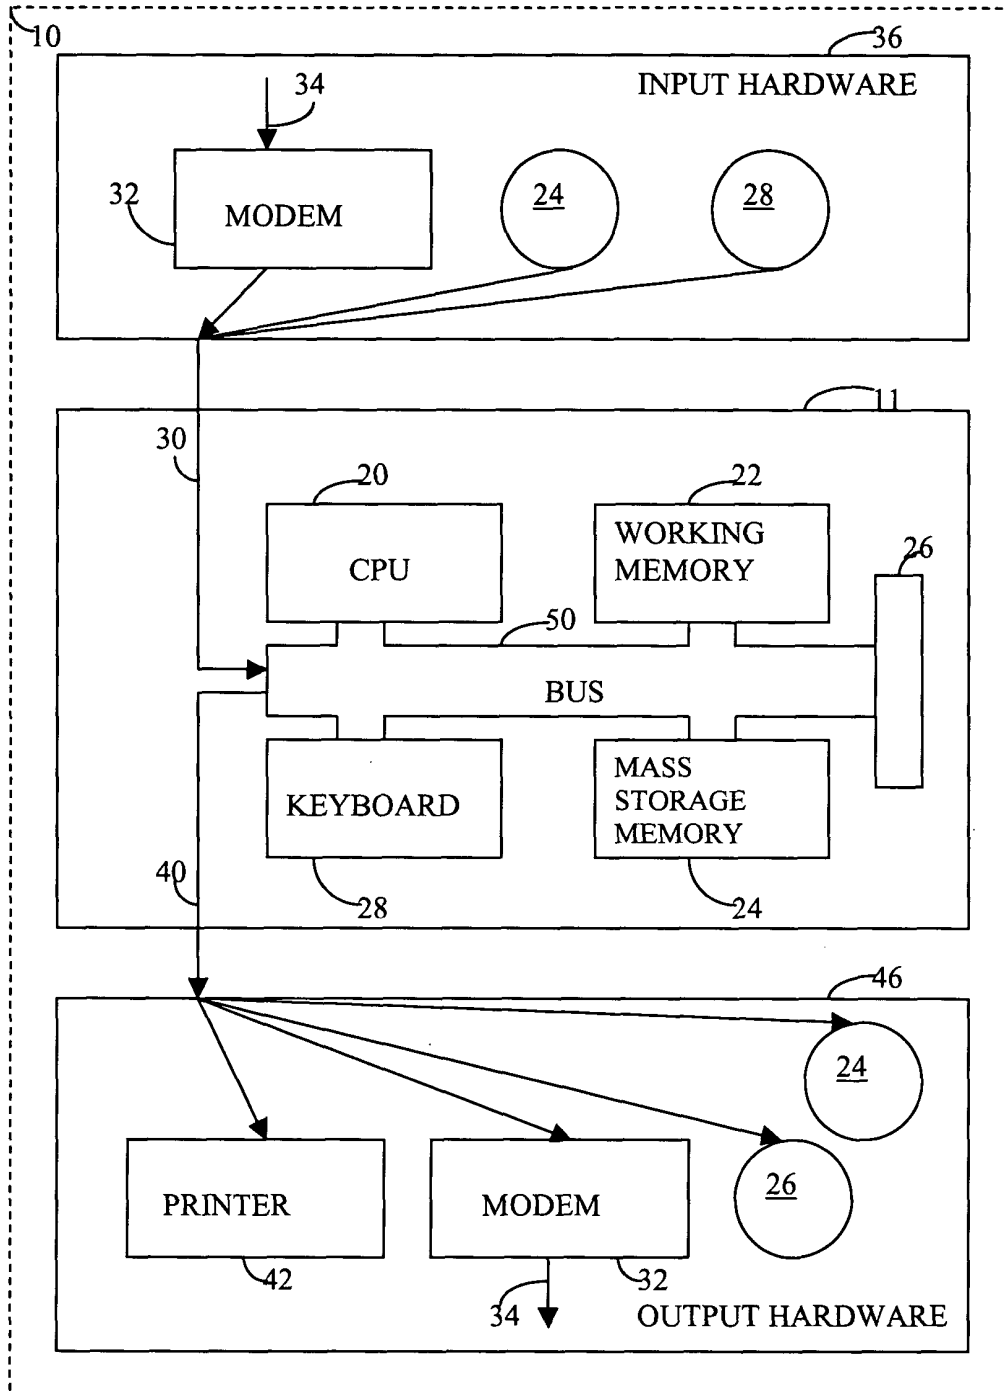 10
36
INPUT HARDWARE
34
32
MODEM
24
28
11
30
20
22
CPU
WORKING
MEMORY
26
50
BUS
KEYBOARD
MASS
STORAGE
MEMORY
40
28
24
46
24
26
PRINTER
MODEM
42
32
34
OUTPUT HARDWARE